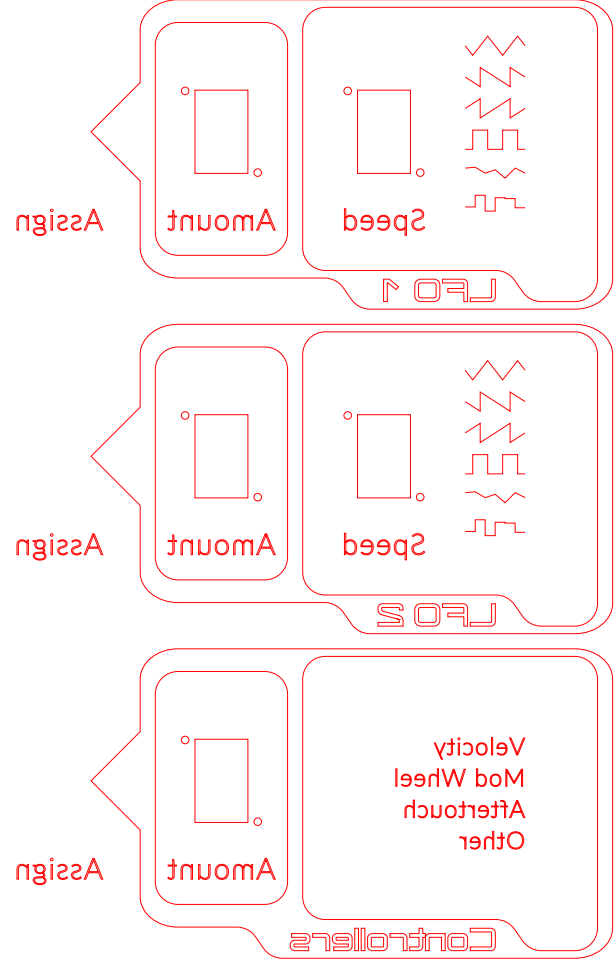 Speed Amount Assign
LFO 1
Speed Amount Assign
LFO 2
Velocity
Mod Wheel
Aftertouch
Other
Amount Assign
Controllers